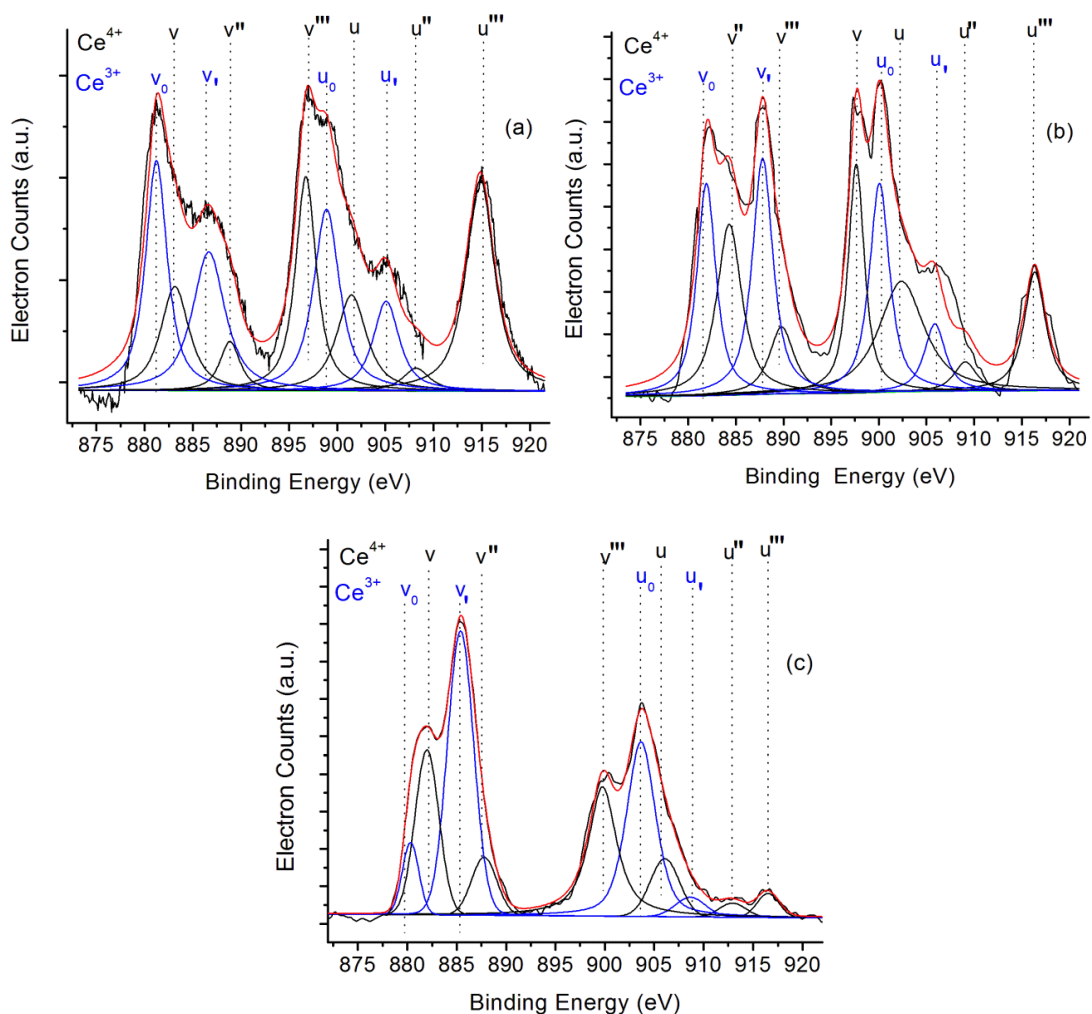 Ce4+ v v" v"' u u" u"'
Ce3+ v0 v, u0 u,
(a)
Electron Counts (a.u.)
875 880 885 890 895 900 905 910 915 920
Binding Energy (eV)
Ce4+ v" v"' v u u" u"'
Ce3+ v0 v, u0 u,
(b)
Electron Counts (a.u.)
875 880 885 890 895 900 905 910 915 920
Binding Energy (eV)
Ce4+ v v" v"' u u" u"'
Ce3+ v0 v, u0 u,
(c)
Electron Counts (a.u.)
875 880 885 890 895 900 905 910 915 920
Binding Energy (eV)